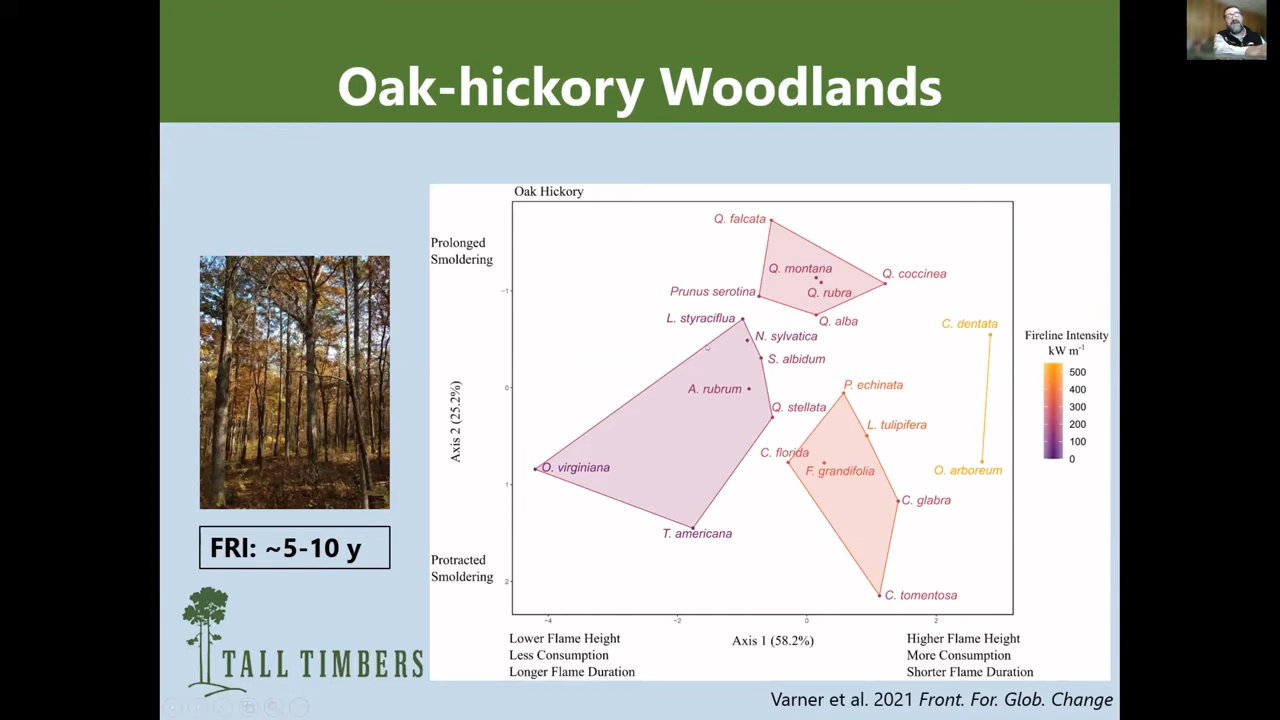 Oak-hickory Woodlands
Oak Hickory
Prolonged
Smoldering
Q. falcata
Q. montana
Q. coccinea
Q. rubra
Prunus serotina
−1
L. styraciflua
Q. alba
C. dentata
N. sylvatica
Fireline Intensity
kW m⁻¹
S. albidum
500
400
300
200
100
0
A. rubrum
0
P. echinata
Q. stellata
L. tulipifera
Axis 2 (25.2%)
C. florida
F. grandifolia
O. arboreum
O. virginiana
1
C. glabra
T. americana
Protracted
Smoldering
2
C. tomentosa
−4
−2
0
2
Lower Flame Height
Less Consumption
Longer Flame Duration
Axis 1 (58.2%)
Higher Flame Height
More Consumption
Shorter Flame Duration
FRI: ~5-10 y
TALL TIMBERS
Varner et al. 2021 Front. For. Glob. Change